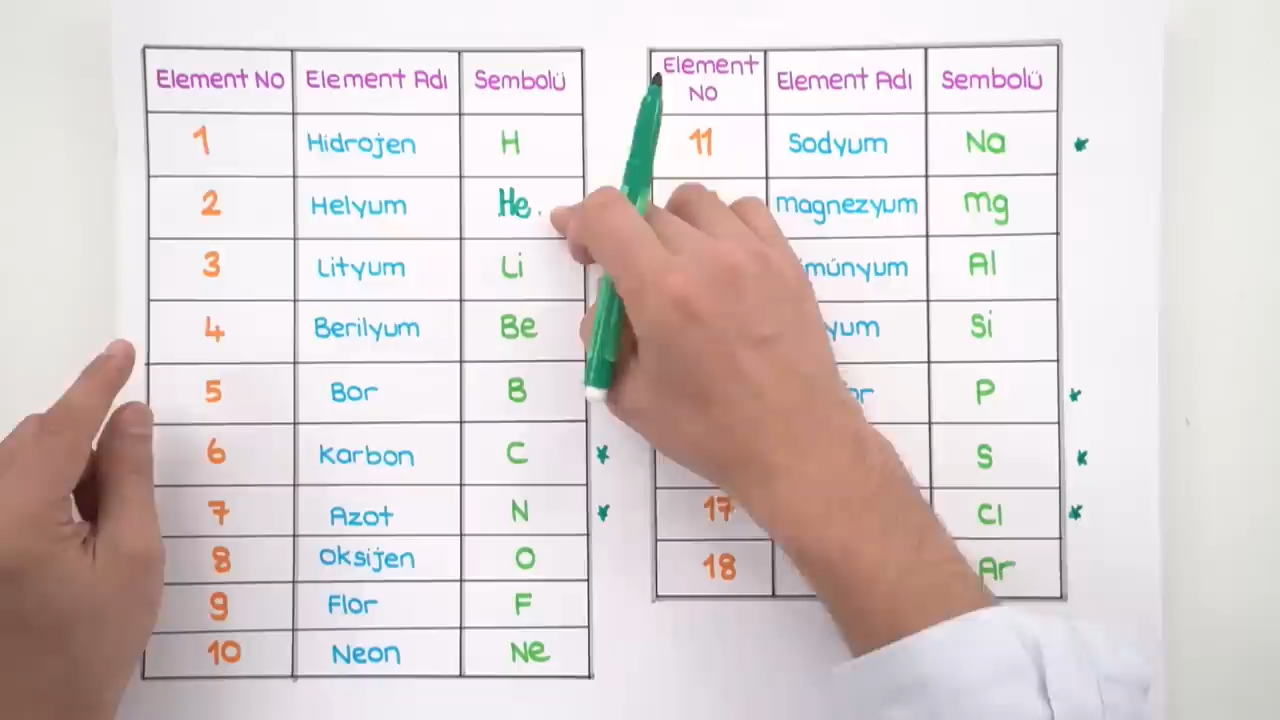 Element No Element Adı Sembolü
1 Hidrojen H
2 Helyum He
3 Lityum Li
4 Berilyum Be
5 Bor B
6 Karbon C *
7 Azot N *
8 Oksijen O
9 Flor F
10 Neon Ne
Element No Element Adı Sembolü
11 Sodyum Na *
magnezyum mg
Al
Si
P *
S *
17 Cl *
18 Ar